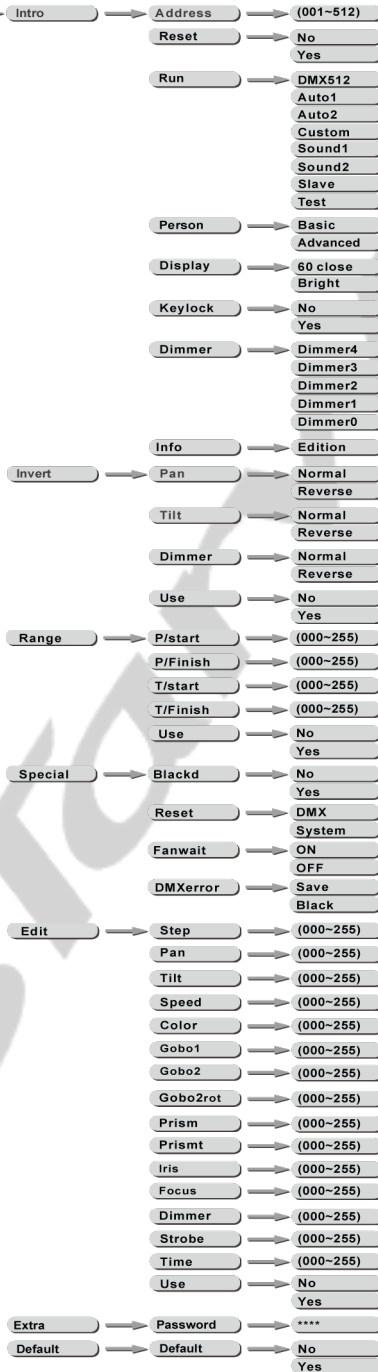 Intro Address (001~512)
Reset No
Yes
Run DMX512
Auto1
Auto2
Custom
Sound1
Sound2
Slave
Test
Person Basic
Advanced
Display 60 close
Bright
Keylock No
Yes
Dimmer Dimmer4
Dimmer3
Dimmer2
Dimmer1
Dimmer0
Info Edition
Invert Pan Normal
Reverse
Tilt Normal
Reverse
Dimmer Normal
Reverse
Use No
Yes
Range P/start (000~255)
P/Finish (000~255)
T/start (000~255)
T/Finish (000~255)
Use No
Yes
Special Blackd No
Yes
Reset DMX
System
Fanwait ON
OFF
DMXerror Save
Black
Edit Step (000~255)
Pan (000~255)
Tilt (000~255)
Speed (000~255)
Color (000~255)
Gobo1 (000~255)
Gobo2 (000~255)
Gobo2rot (000~255)
Prism (000~255)
Prismt (000~255)
Iris (000~255)
Focus (000~255)
Dimmer (000~255)
Strobe (000~255)
Time (000~255)
Use No
Yes
Extra Password ****
Default Default No
Yes